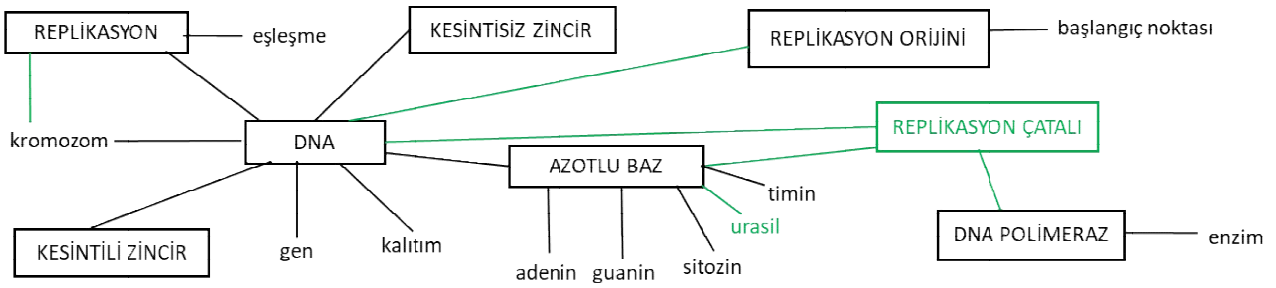 REPLİKASYON
eşleşme
KESİNTİSİZ ZİNCİR
REPLİKASYON ORİJİNİ
başlangıç noktası
kromozom
DNA
REPLİKASYON ÇATALI
AZOTLU BAZ
timin
urasil
KESİNTİLİ ZİNCİR
gen
kalıtım
adenin
guanin
sitozin
DNA POLİMERAZ
enzim